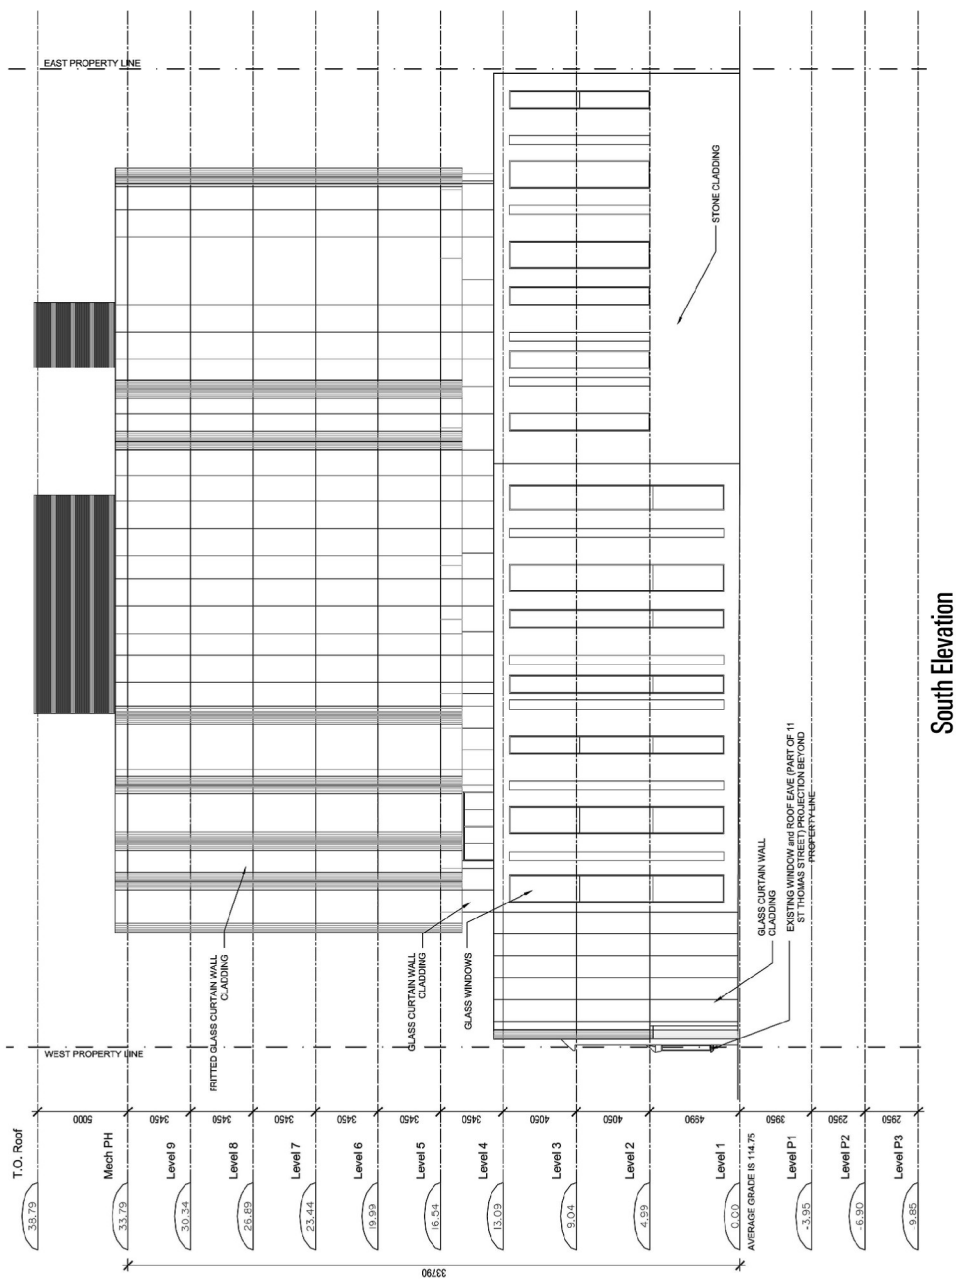 EAST PROPERTY LINE
STONE CLADDING
South Elevation
EXISTING WINDOW and ROOF EAVE (PART OF 11
ST THOMAS STREET) PROJECTION BEYOND
PROPERTY LINE
GLASS CURTAIN WALL
CLADDING
GLASS WINDOWS
GLASS CURTAIN WALL
CLADDING
FRITTED GLASS CURTAIN WALL
CLADDING
WEST PROPERTY LINE
5000
3450
3450
3450
3450
3450
3450
4050
4050
4990
3950
2950
2950
33790
T.O. Roof
38.79
Mech PH
33.79
Level 9
30.34
Level 8
26.89
Level 7
23.44
Level 6
19.99
Level 5
16.54
Level 4
13.09
Level 3
9.04
Level 2
4.99
Level 1
0.00
AVERAGE GRADE IS 114.75
Level P1
-3.95
Level P2
-6.90
Level P3
9.85